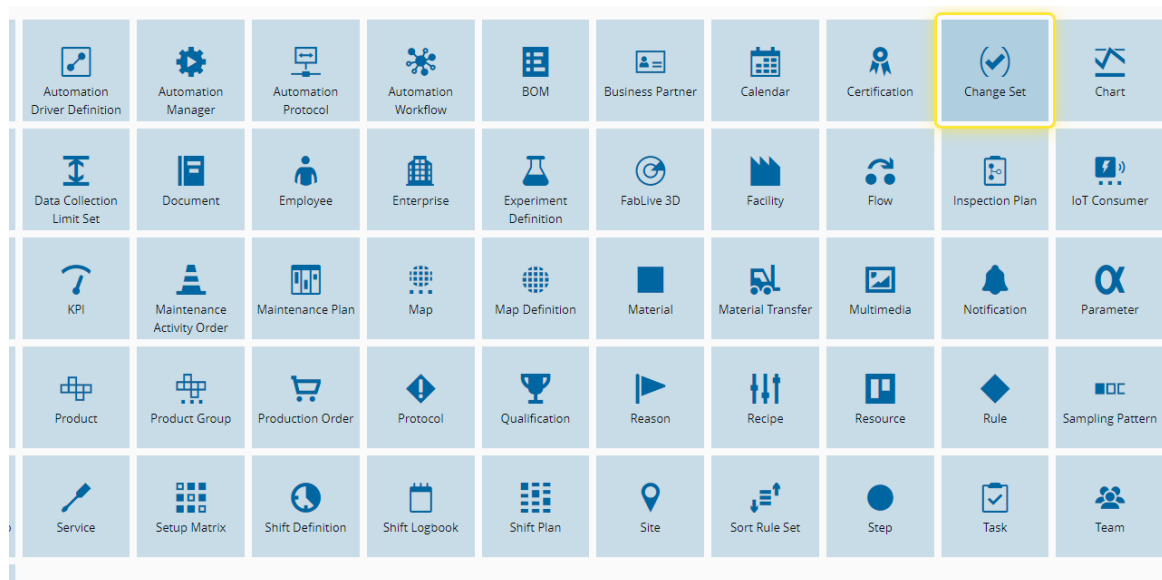 Automation
Driver Definition
Automation
Manager
Automation
Protocol
Automation
Workflow
BOM
Business Partner
Calendar
Certification
Change Set
Chart
Data Collection
Limit Set
Document
Employee
Enterprise
Experiment
Definition
FabLive 3D
Facility
Flow
Inspection Plan
IoT Consumer
KPI
Maintenance
Activity Order
Maintenance Plan
Map
Map Definition
Material
Material Transfer
Multimedia
Notification
Parameter
Product
Product Group
Production Order
Protocol
Qualification
Reason
Recipe
Resource
Rule
Sampling Pattern
Service
Setup Matrix
Shift Definition
Shift Logbook
Shift Plan
Site
Sort Rule Set
Step
Task
Team